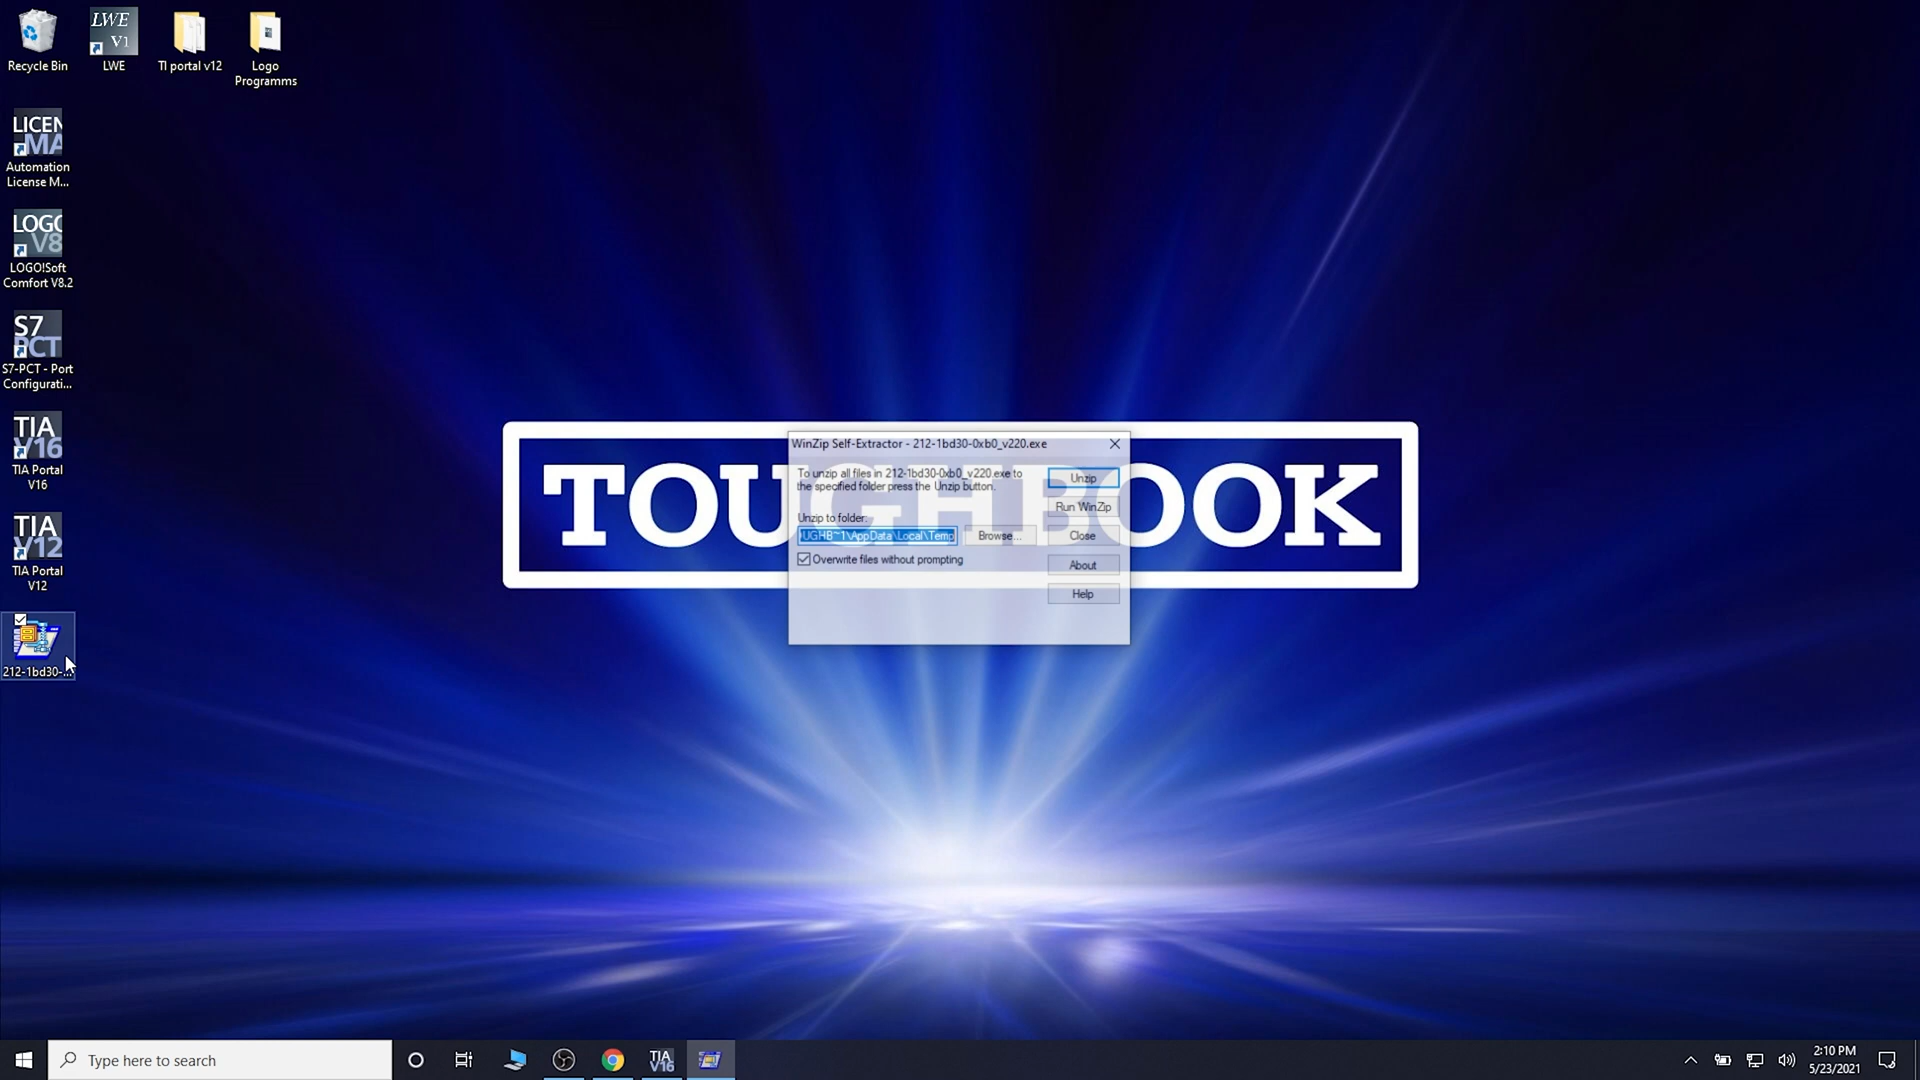 Recycle Bin
LWE
V1
LWE
TI portal v12
Logo
Programms
LICEN
MA
Automation
License M...
LOGO
V8
LOGO!Soft
Comfort V8.2
S7
PCT
S7-PCT - Port
Configurati...
TIA
V16
TIA Portal
V16
TIA
V12
TIA Portal
V12
212-1bd30-...
TOUGHBOOK
WinZip Self-Extractor - 212-1bd30-0xb0_v220.exe
To unzip all files in 212-1bd30-0xb0_v220.exe to
the specified folder press the Unzip button.
Unzip to folder:
UGHB~1\AppData\Local\Temp
Browse...
Overwrite files without prompting
Unzip
Run WinZip
Close
About
Help
Type here to search
TIA
V16
2:10 PM
5/23/2021